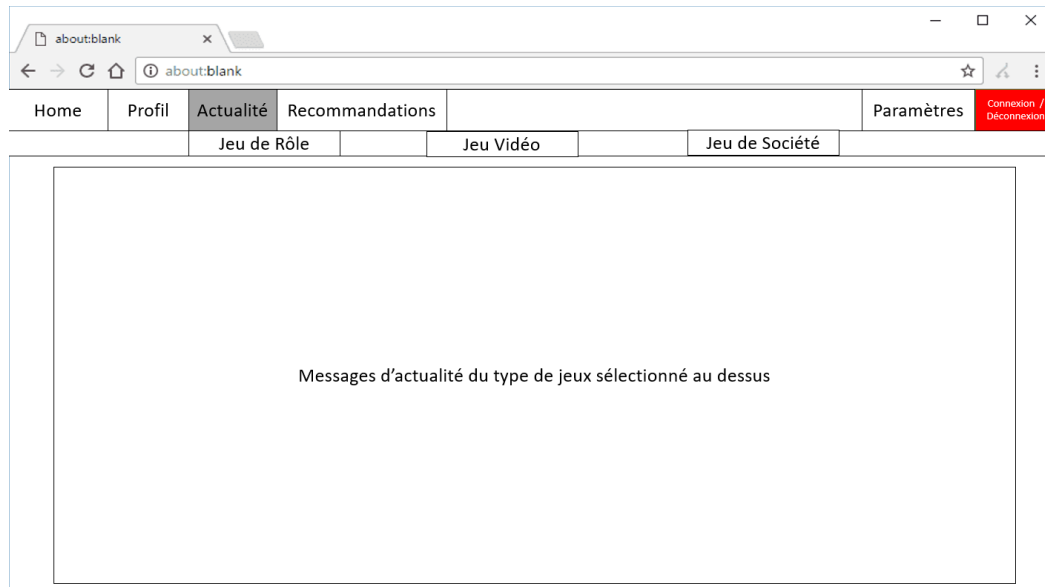 about:blank
about:blank
Home Profil Actualité Recommandations Paramètres Connexion /
Déconnexion
Jeu de Rôle Jeu Vidéo Jeu de Société
Messages d’actualité du type de jeux sélectionné au dessus